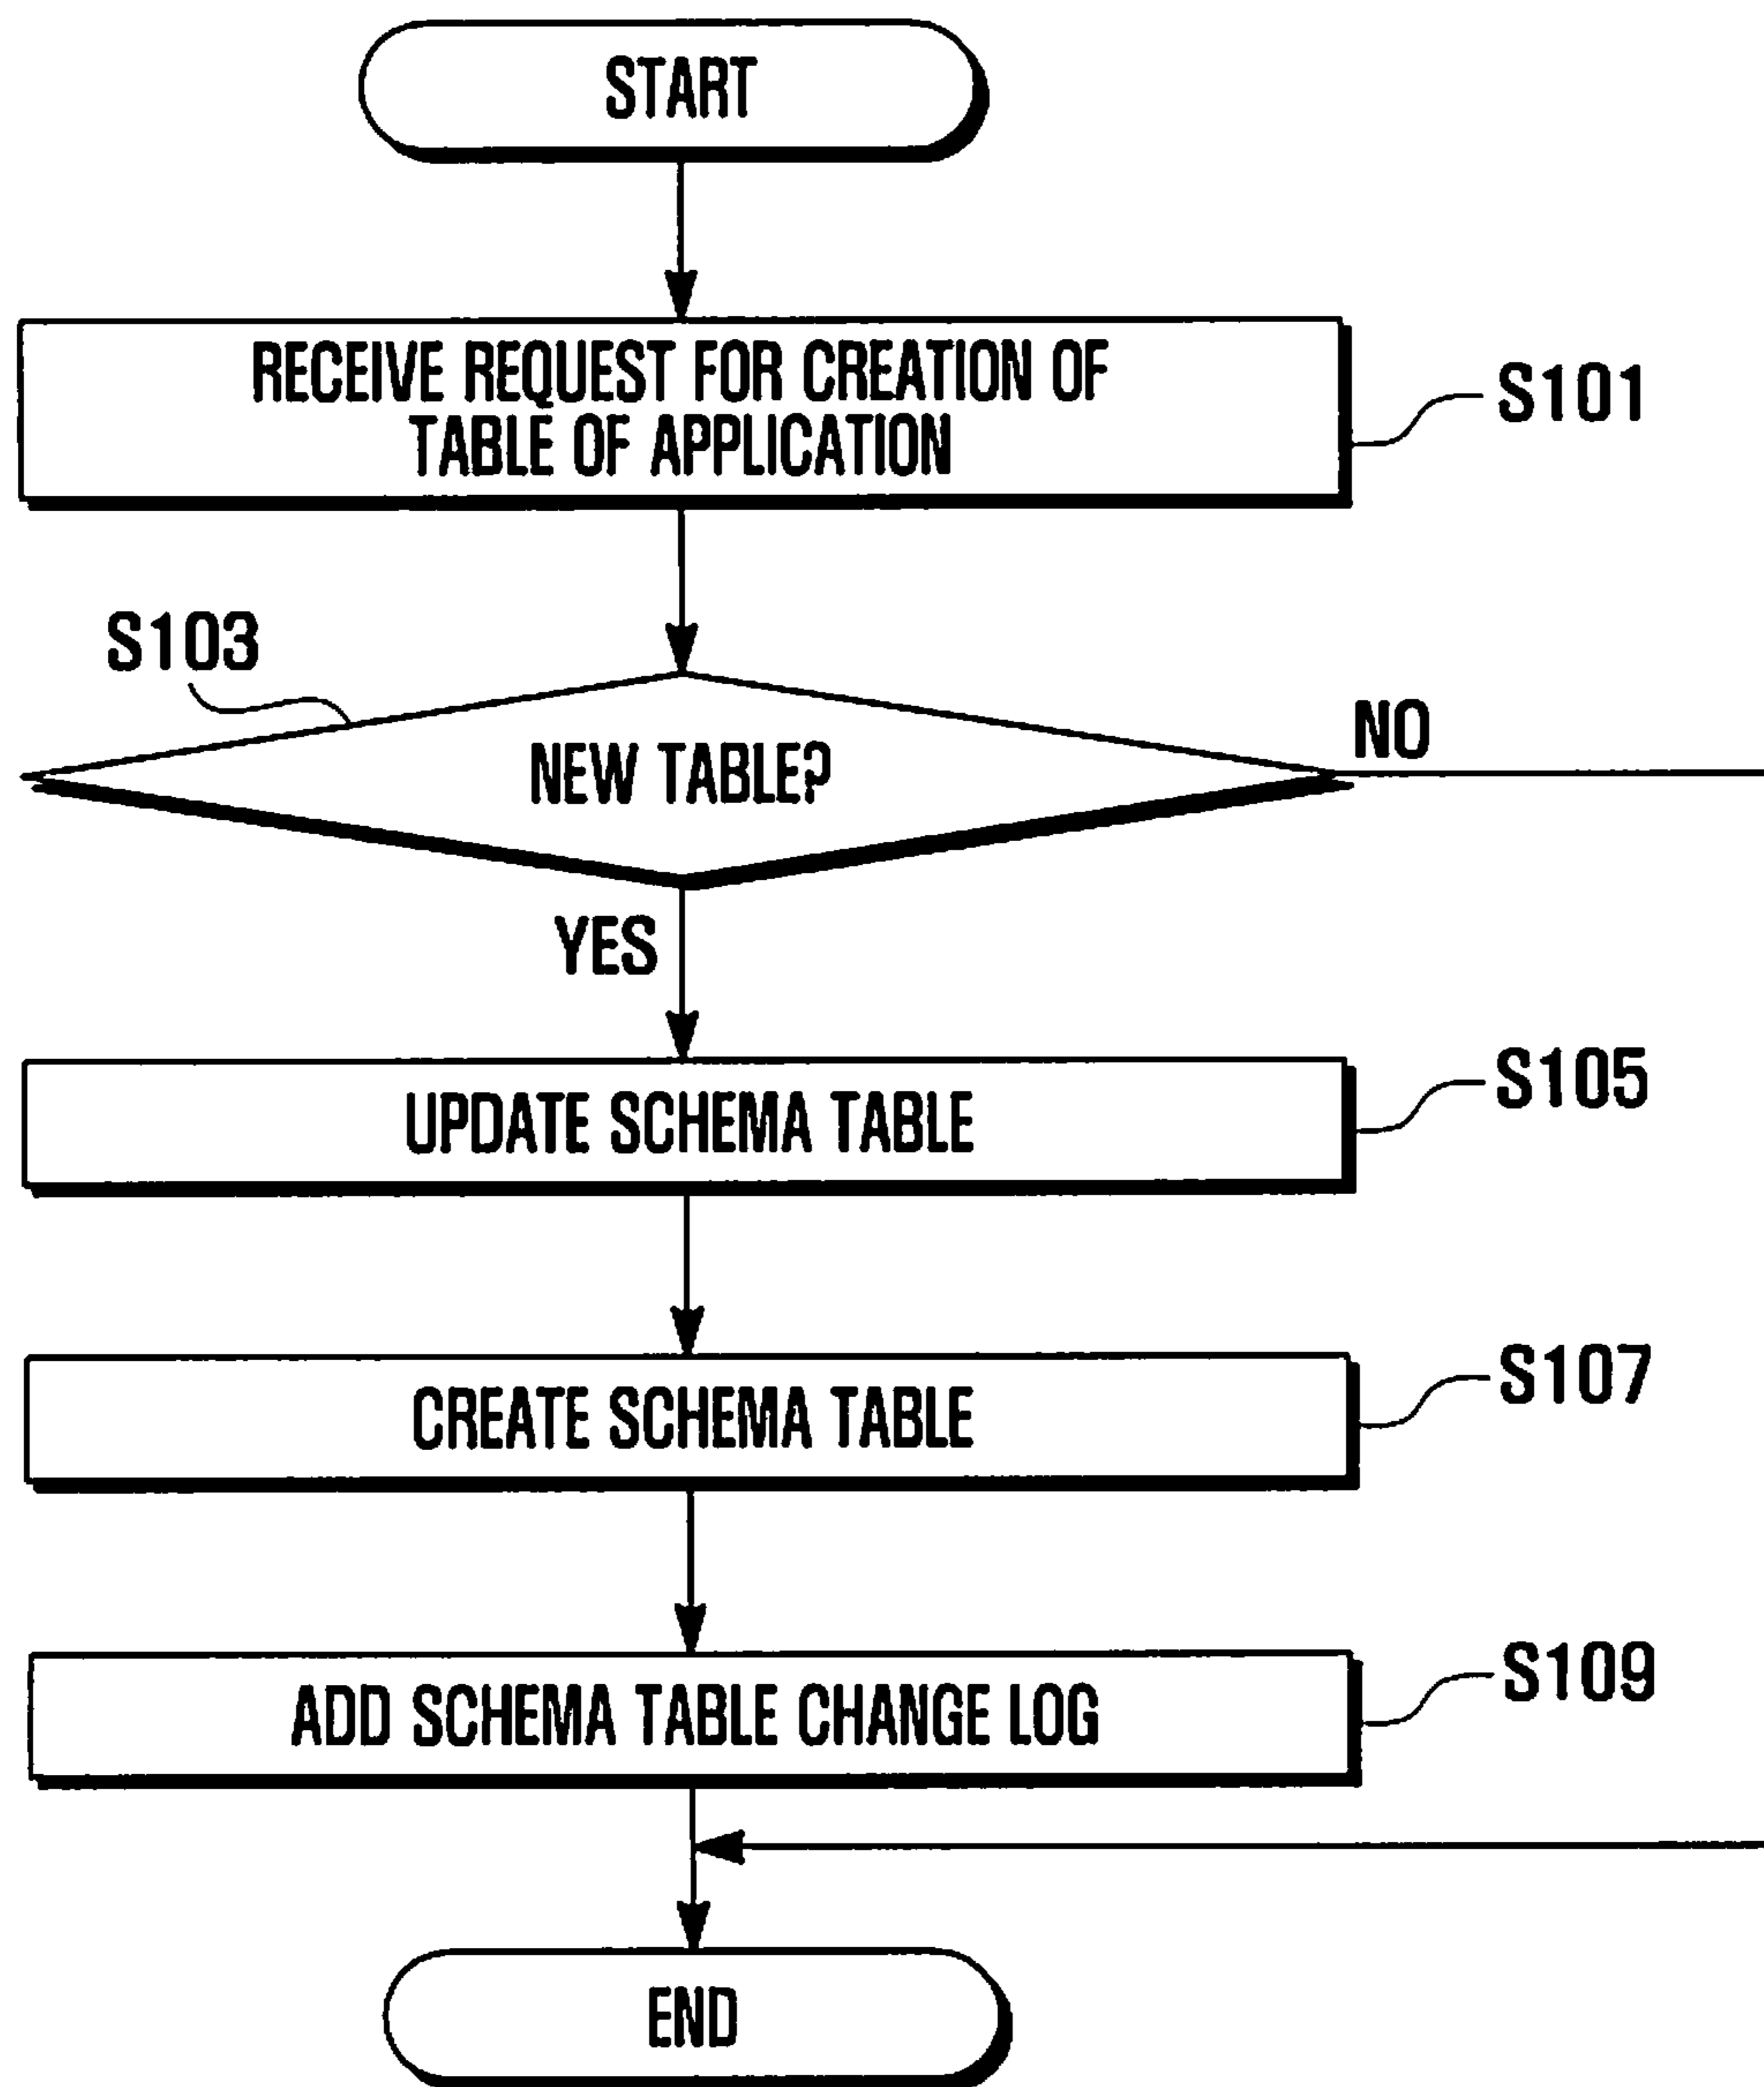 START
RECEIVE REQUEST FOR CREATION OF
TABLE OF APPLICATION
S101
S103
NEW TABLE?
NO
YES
UPDATE SCHEMA TABLE
S105
CREATE SCHEMA TABLE
S107
ADD SCHEMA TABLE CHANGE LOG
S109
END